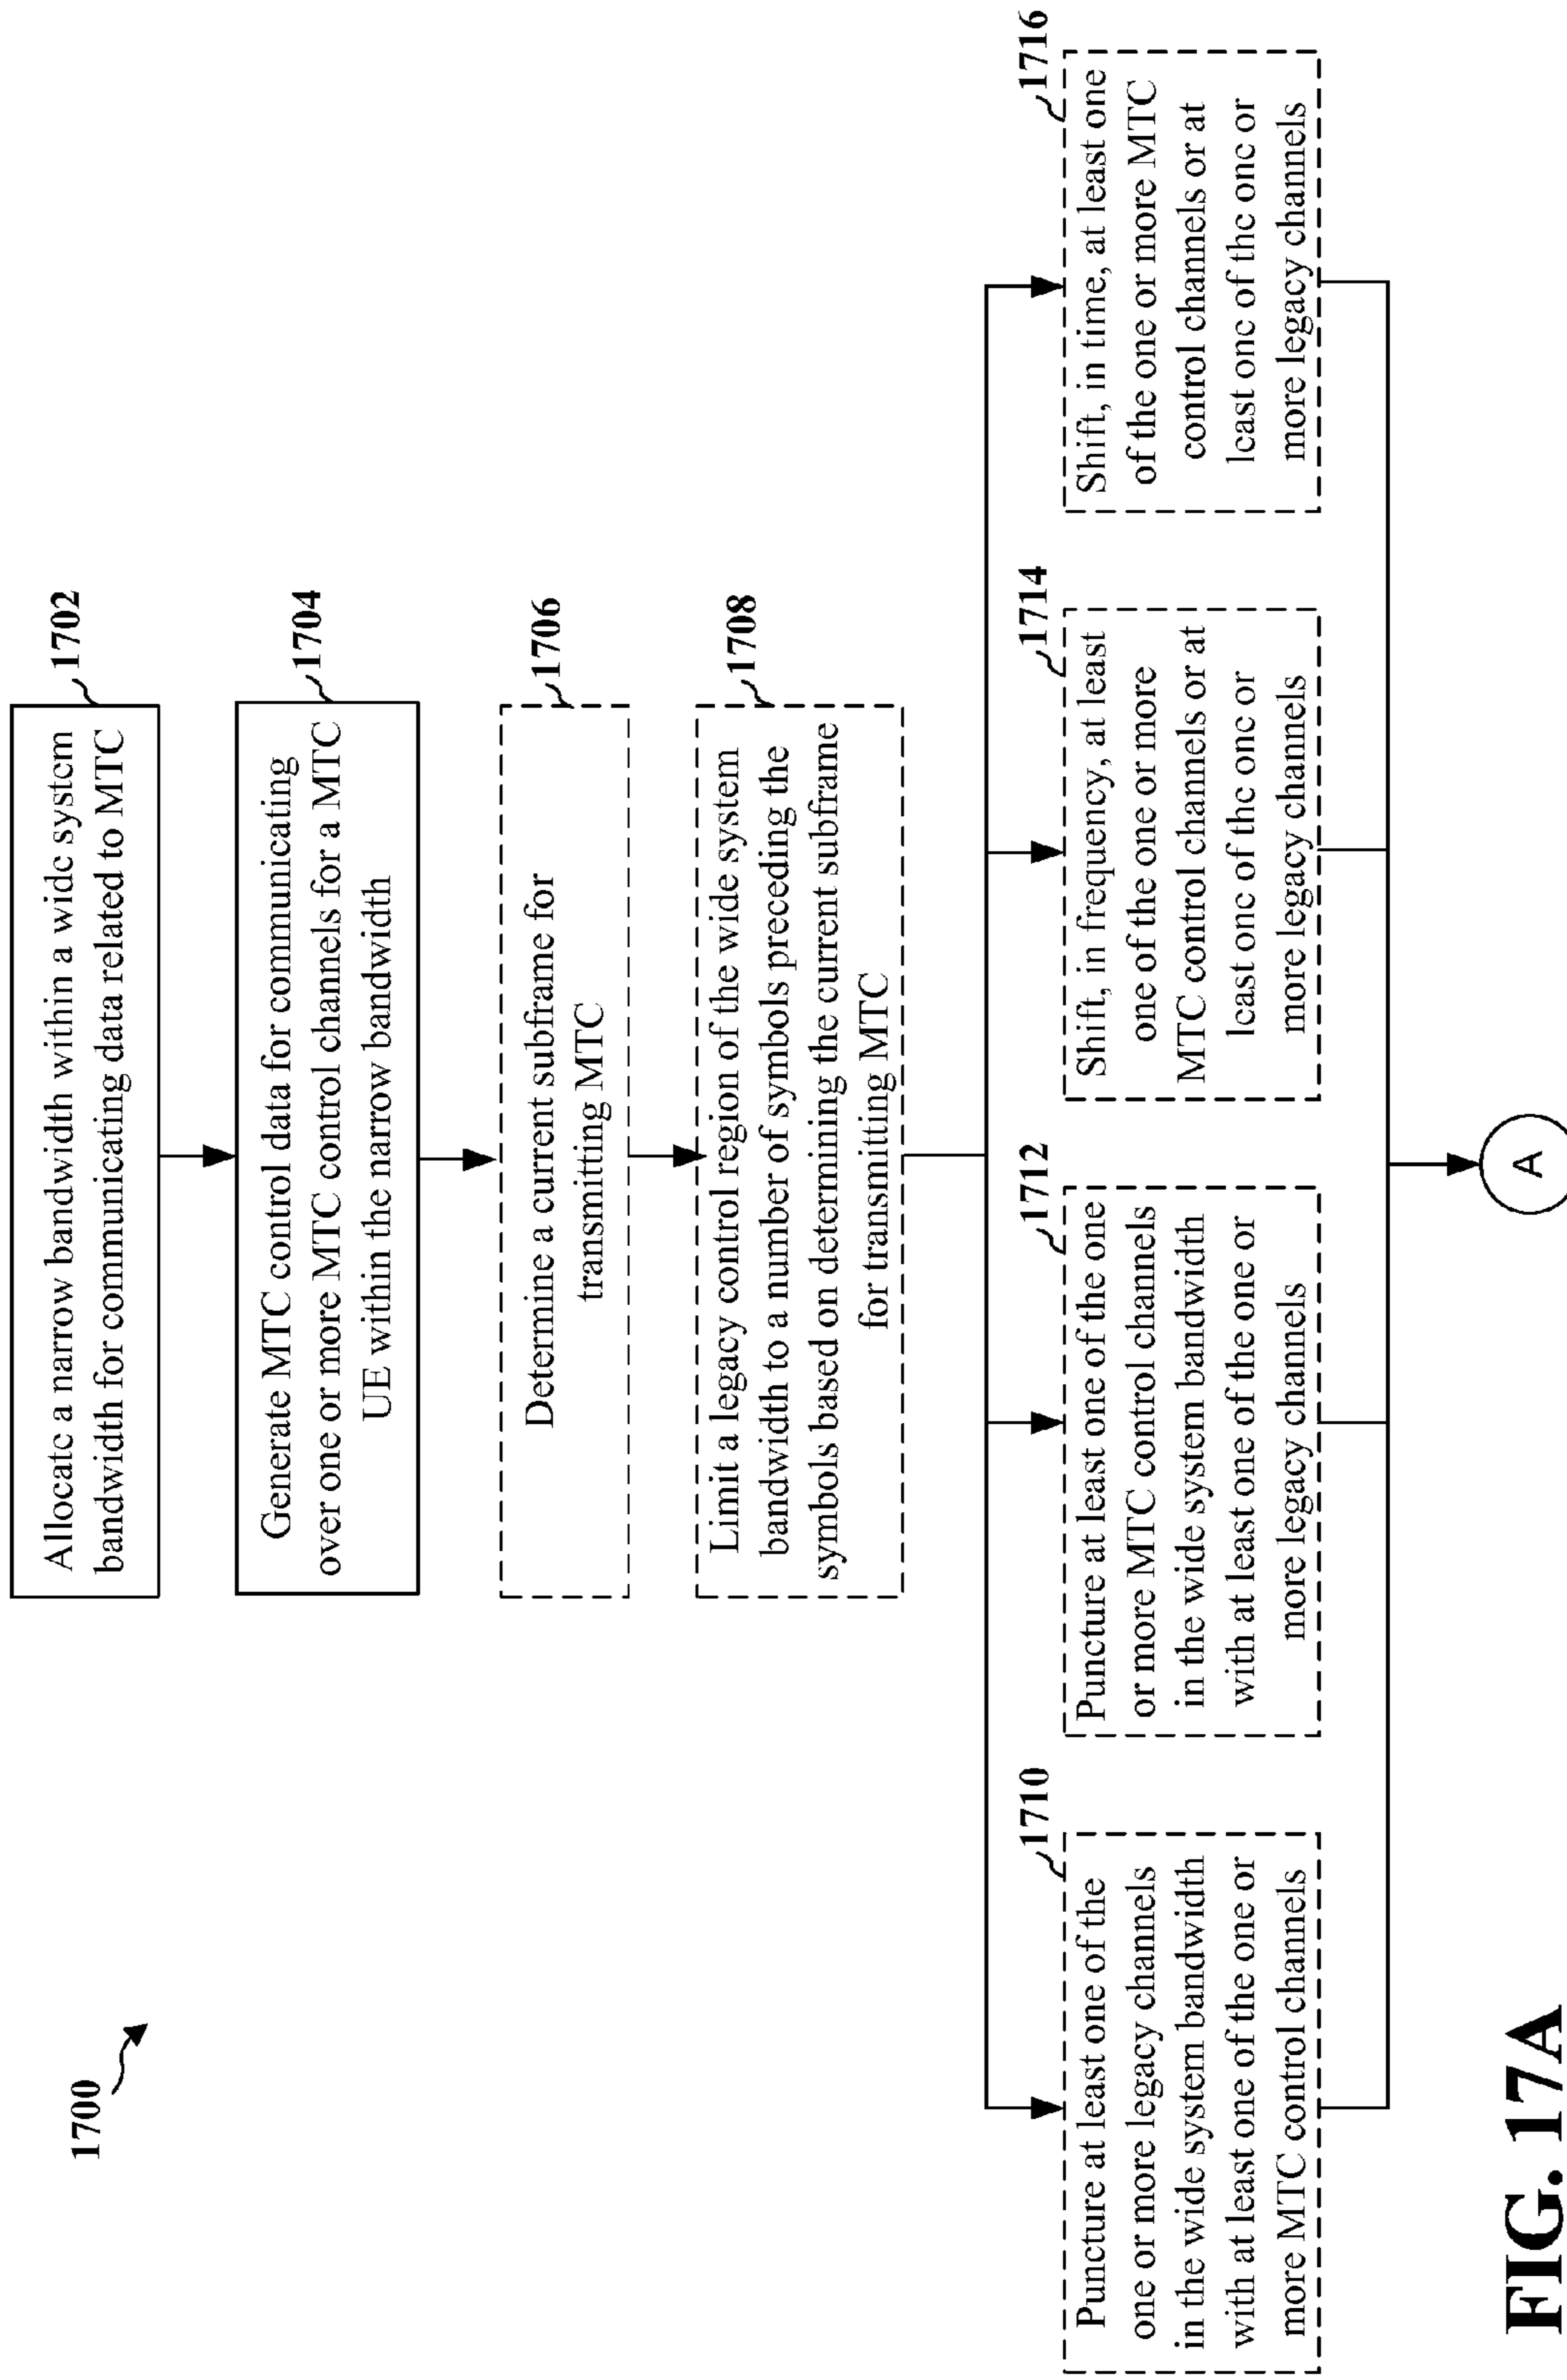 1700
1702
Allocate a narrow bandwidth within a wide system
bandwidth for communicating data related to MTC
1704
Generate MTC control data for communicating
over one or more MTC control channels for a MTC
UE within the narrow bandwidth
1706
Determine a current subframe for
transmitting MTC
1708
Limit a legacy control region of the wide system
bandwidth to a number of symbols preceding the
symbols based on determining the current subframe
for transmitting MTC
1710
Puncture at least one of the
one or more legacy channels
in the wide system bandwidth
with at least one of the one or
more MTC control channels
1712
Puncture at least one of the one
or more MTC control channels
in the wide system bandwidth
with at least one of the one or
more legacy channels
1714
Shift, in frequency, at least
one of the one or more
MTC control channels or at
least one of the one or
more legacy channels
1716
Shift, in time, at least one
of the one or more MTC
control channels or at
least one of the one or
more legacy channels
A
FIG. 17A